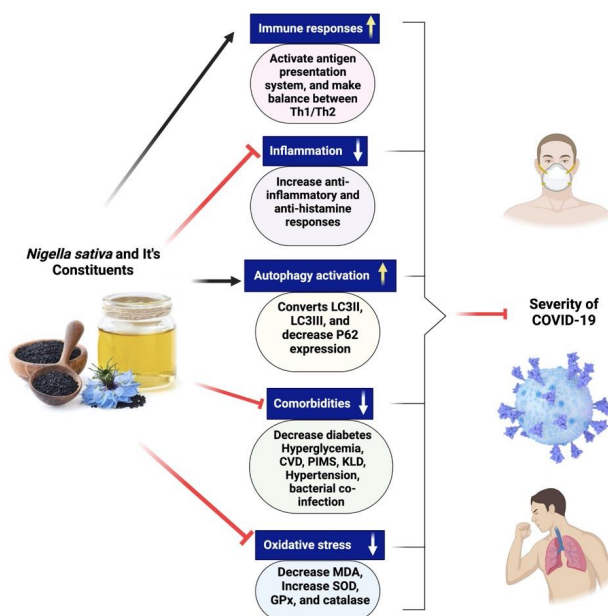 Immune responses
Activate antigen
presentation
system, and make
balance between
Th1/Th2
Inflammation
Increase anti-
inflammatory and
anti-histamine
responses
Nigella sativa and It's
Constituents
Autophagy activation
Converts LC3II,
LC3III, and
decrease P62
expression
Severity of
COVID-19
Comorbidities
Decrease diabetes
Hyperglycemia,
CVD, PIMS, KLD,
Hypertension,
bacterial co-
infection
Oxidative stress
Decrease MDA,
Increase SOD,
GPx, and catalase